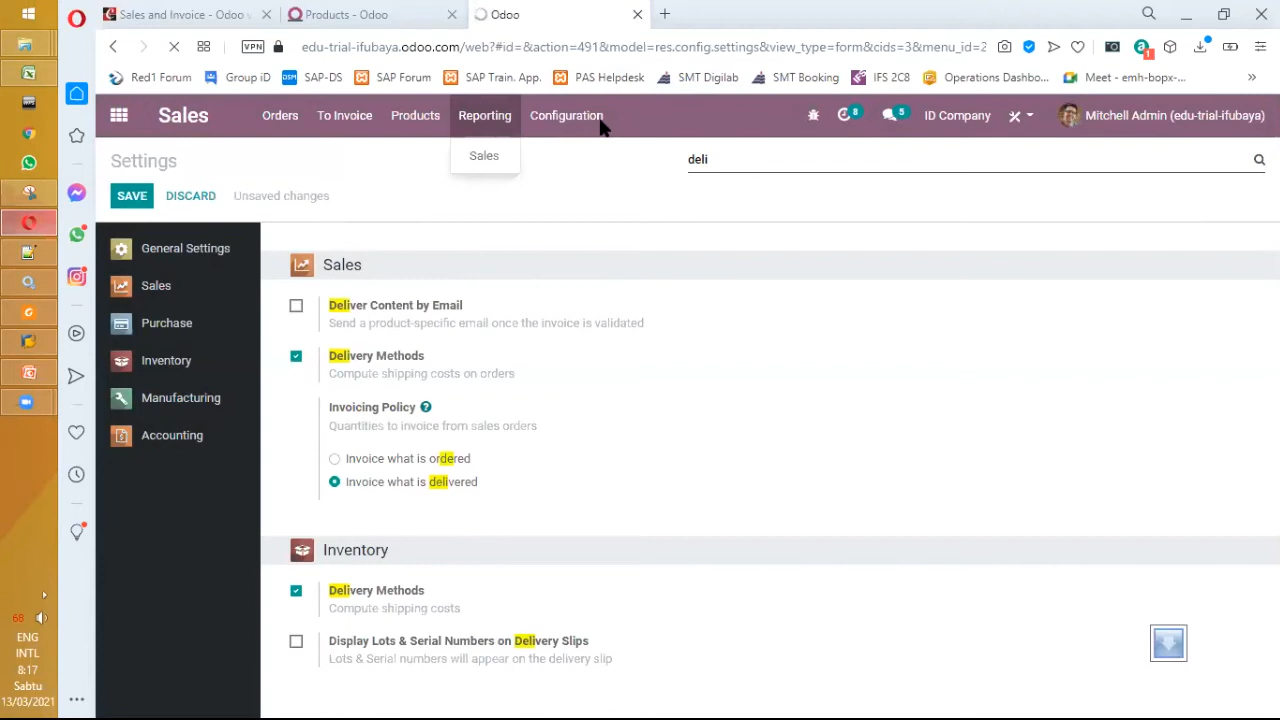 Sales and Invoice - Odoo v
Products - Odoo
Odoo
VPN
edu-trial-ifubaya.odoo.com/web?#id=&action=491&model=res.config.settings&view_type=form&cids=3&menu_id=2
1
Red1 Forum
Group iD
SAP-DS
SAP Forum
SAP Train. App.
PAS Helpdesk
SMT Digilab
SMT Booking
IFS 2C8
Operations Dashbo...
Meet - emh-bopx-...
»
Sales
Orders
To Invoice
Products
Reporting
Configuration
8
5
ID Company
Mitchell Admin (edu-trial-ifubaya)
Sales
Settings
deli
SAVE
DISCARD
Unsaved changes
General Settings
Sales
Purchase
Inventory
Manufacturing
Accounting
Sales
Deliver Content by Email
Send a product-specific email once the invoice is validated
Delivery Methods
Compute shipping costs on orders
Invoicing Policy
Quantities to invoice from sales orders
Invoice what is ordered
Invoice what is delivered
Inventory
Delivery Methods
Compute shipping costs
Display Lots & Serial Numbers on Delivery Slips
Lots & Serial numbers will appear on the delivery slip
68
ENG
INTL
8:17
Sabtu
13/03/2021